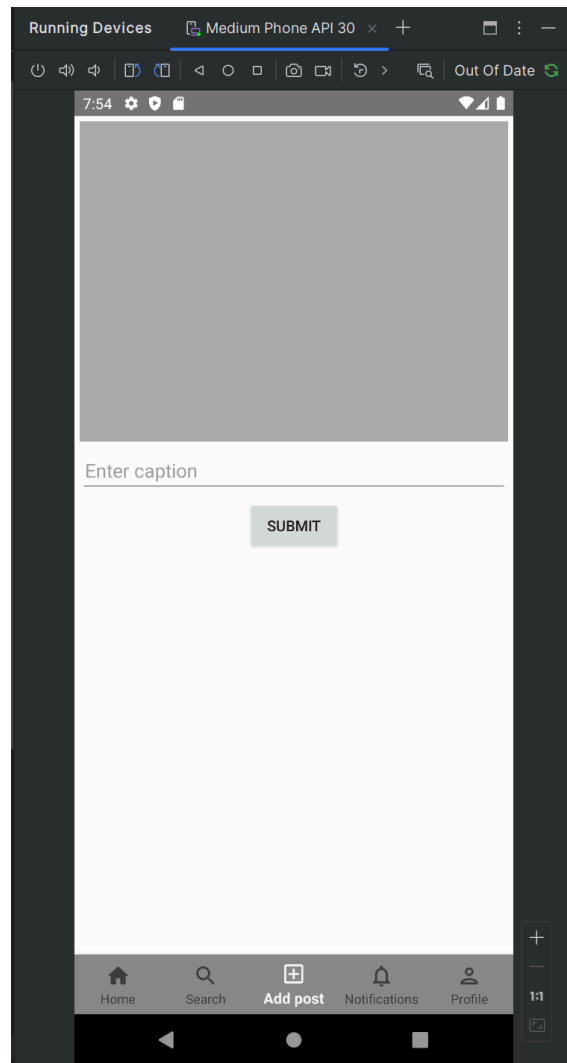 Running Devices Medium Phone API 30
Out Of Date
7:54
Enter caption
SUBMIT
Home Search Add post Notifications Profile
1:1